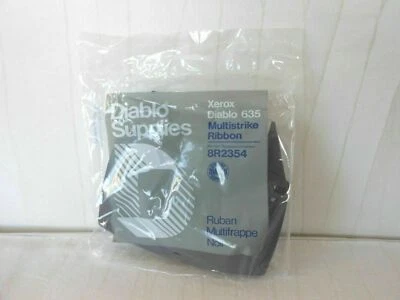 Diablo
Supplies
Xerox
Diablo 635
Multistrike
Ribbon
8R2354
Ruban
Multifrappe
Noir